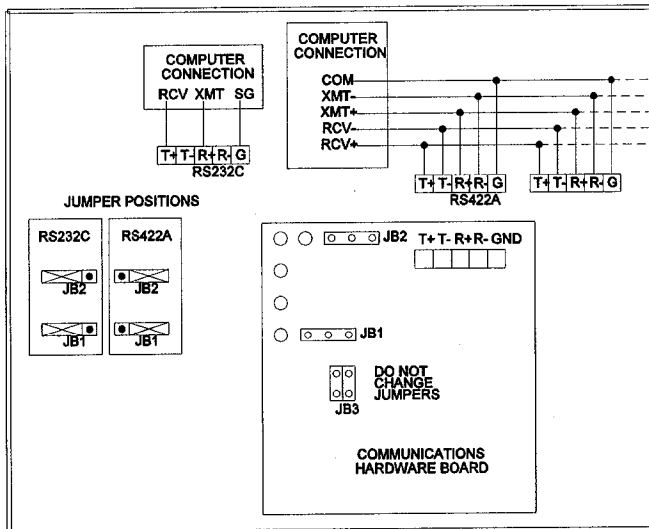 COMPUTER
CONNECTION
RCV XMT SG
T+ T- R+ R- G
RS232C
COMPUTER
CONNECTION
COM
XMT-
XMT+
RCV-
RCV+
T+ T- R+ R- G
RS422A
T+ T- R+ R- G
JUMPER POSITIONS
RS232C
JB2
JB1
RS422A
JB2
JB1
JB2
T+ T- R+ R- GND
JB1
DO NOT
CHANGE
JUMPERS
JB3
COMMUNICATIONS
HARDWARE BOARD